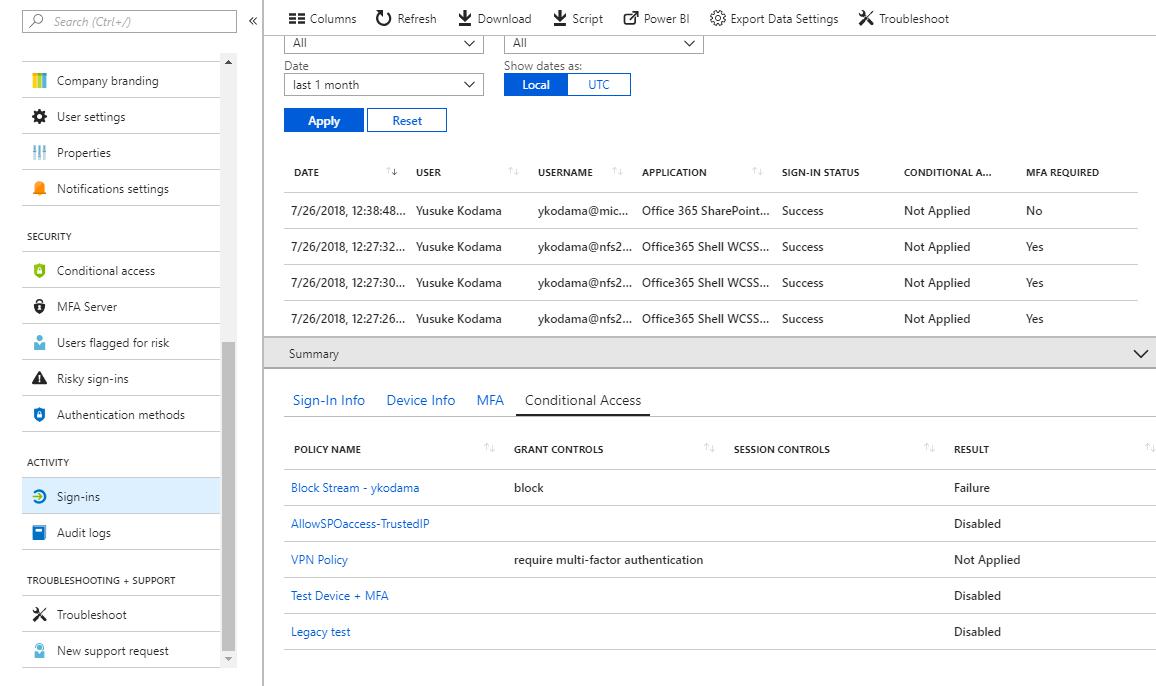 Search (Ctrl+/)
«
Company branding
User settings
Properties
Notifications settings
SECURITY
Conditional access
MFA Server
Users flagged for risk
Risky sign-ins
Authentication methods
ACTIVITY
Sign-ins
Audit logs
TROUBLESHOOTING + SUPPORT
Troubleshoot
New support request
Columns Refresh Download Script Power BI Export Data Settings Troubleshoot
All All
Date Show dates as:
last 1 month Local UTC
Apply Reset
DATE USER USERNAME APPLICATION SIGN-IN STATUS CONDITIONAL A... MFA REQUIRED
7/26/2018, 12:38:48... Yusuke Kodama ykodama@mic... Office 365 SharePoint... Success Not Applied No
7/26/2018, 12:27:32... Yusuke Kodama ykodama@nfs2... Office365 Shell WCSS... Success Not Applied Yes
7/26/2018, 12:27:30... Yusuke Kodama ykodama@nfs2... Office365 Shell WCSS... Success Not Applied Yes
7/26/2018, 12:27:26... Yusuke Kodama ykodama@nfs2... Office365 Shell WCSS... Success Not Applied Yes
Summary
Sign-In Info Device Info MFA Conditional Access
POLICY NAME GRANT CONTROLS SESSION CONTROLS RESULT
Block Stream - ykodama block Failure
AllowSPOaccess-TrustedIP Disabled
VPN Policy require multi-factor authentication Not Applied
Test Device + MFA Disabled
Legacy test Disabled